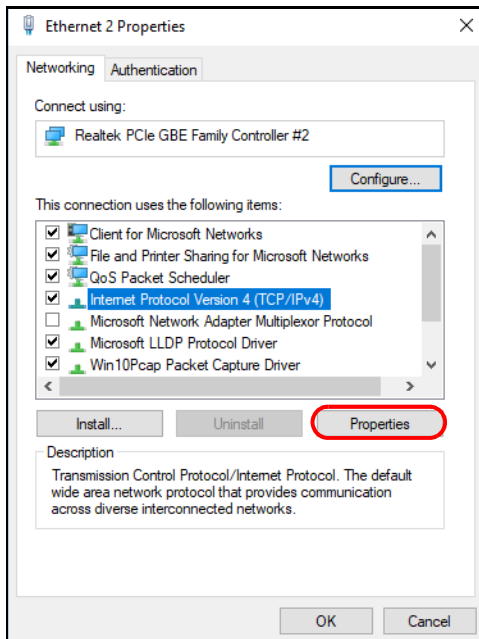 Ethernet 2 Properties
Networking
Authentication
Connect using:
Realtek PCIe GBE Family Controller #2
Configure...
This connection uses the following items:
Client for Microsoft Networks
File and Printer Sharing for Microsoft Networks
QoS Packet Scheduler
Internet Protocol Version 4 (TCP/IPv4)
Microsoft Network Adapter Multiplexor Protocol
Microsoft LLDP Protocol Driver
Win10Pcap Packet Capture Driver
Install...
Uninstall
Properties
Description
Transmission Control Protocol/Internet Protocol. The default
wide area network protocol that provides communication
across diverse interconnected networks.
OK
Cancel